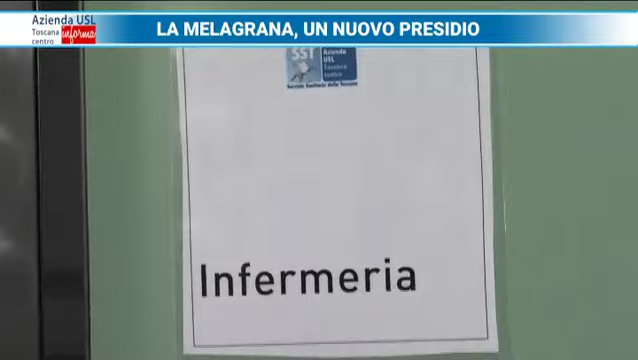 Azienda USL
Toscana
centro
informa
LA MELAGRANA, UN NUOVO PRESIDIO
SST
Azienda
USL
Toscana
centro
Servizio Sanitario della Toscana
Infermeria